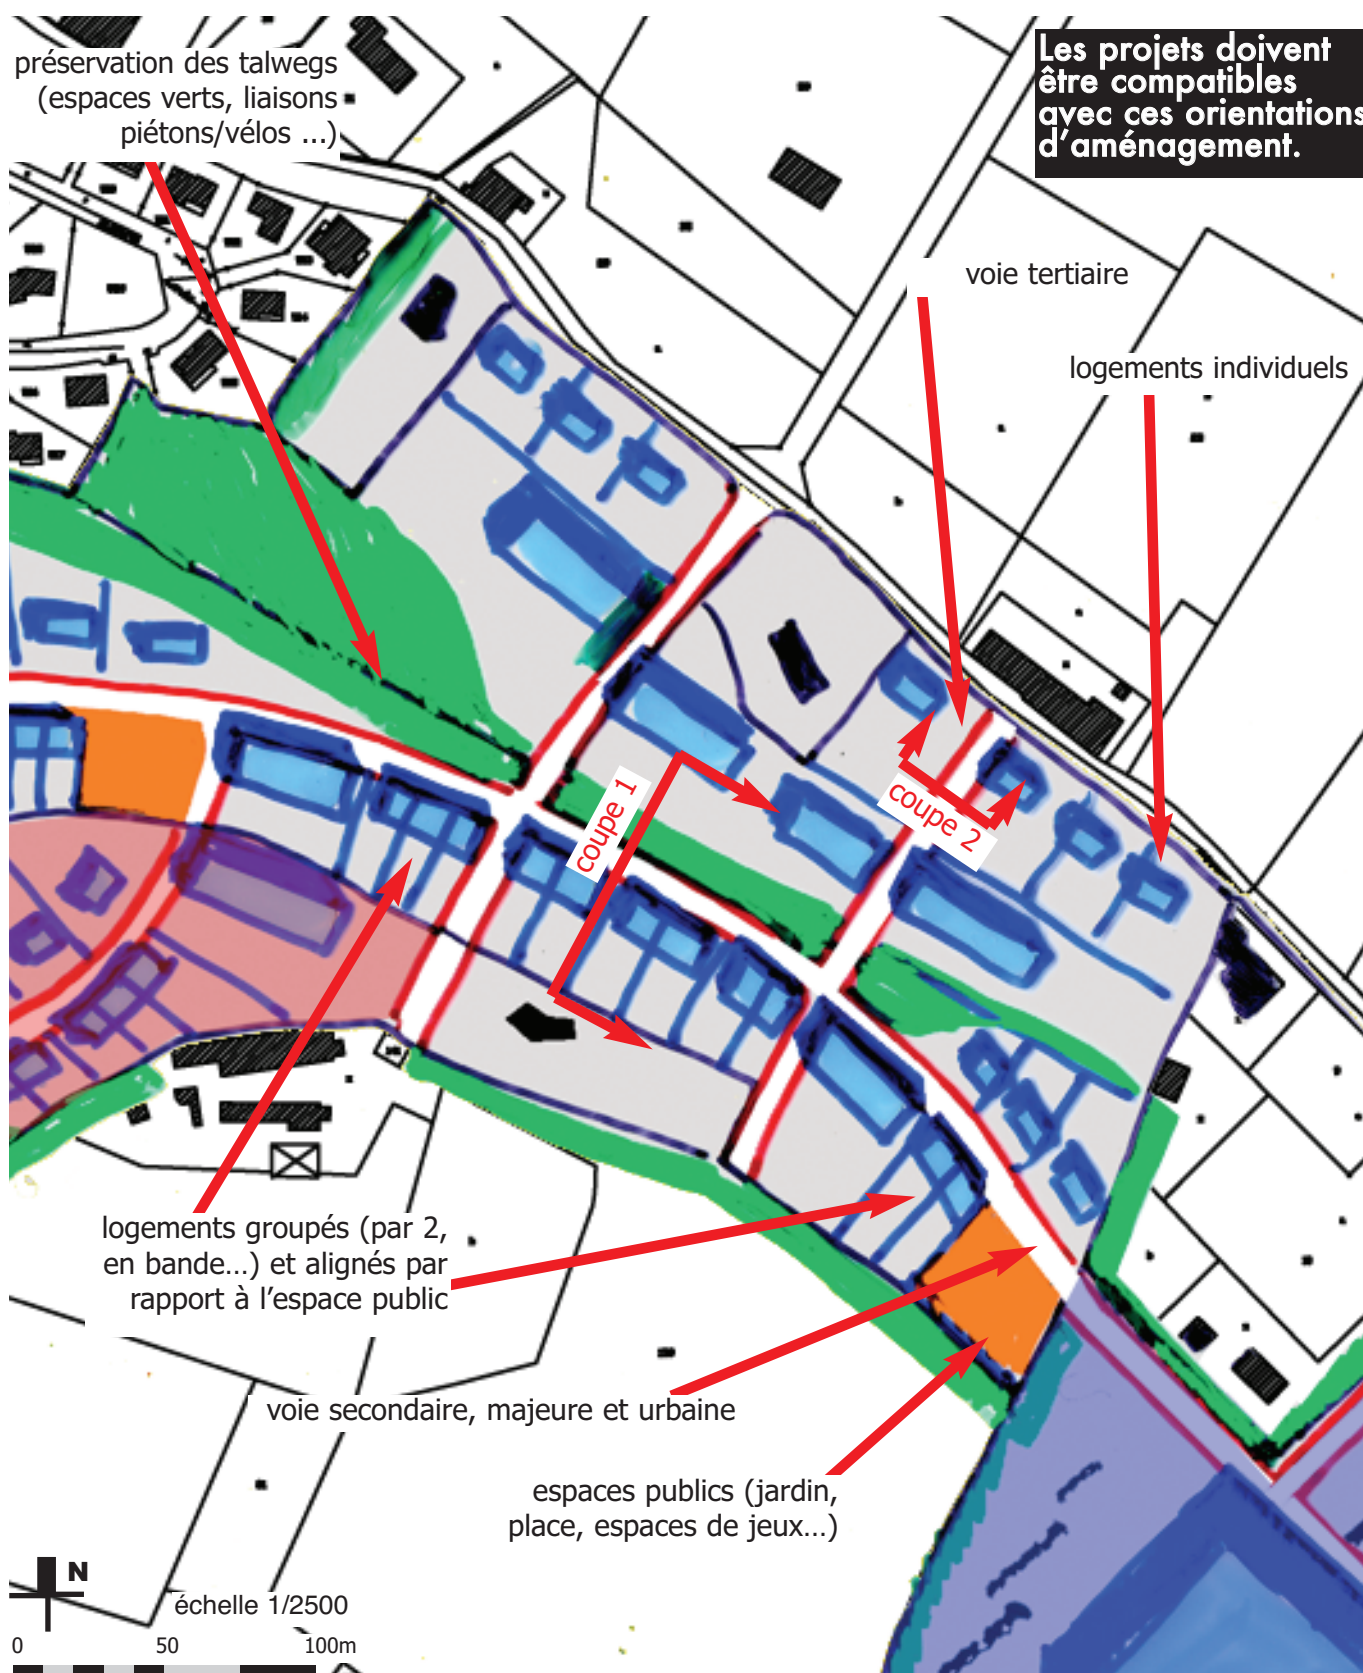 préservation des talwegs
(espaces verts, liaisons
piétons/vélos ...)
Les projets doivent
être compatibles
avec ces orientations
d'aménagement.
voie tertiaire
logements individuels
coupe 1
coupe 2
logements groupés (par 2,
en bande...) et alignés par
rapport à l'espace public
voie secondaire, majeure et urbaine
espaces publics (jardin,
place, espaces de jeux...)
N
échelle 1/2500
0 50 100m